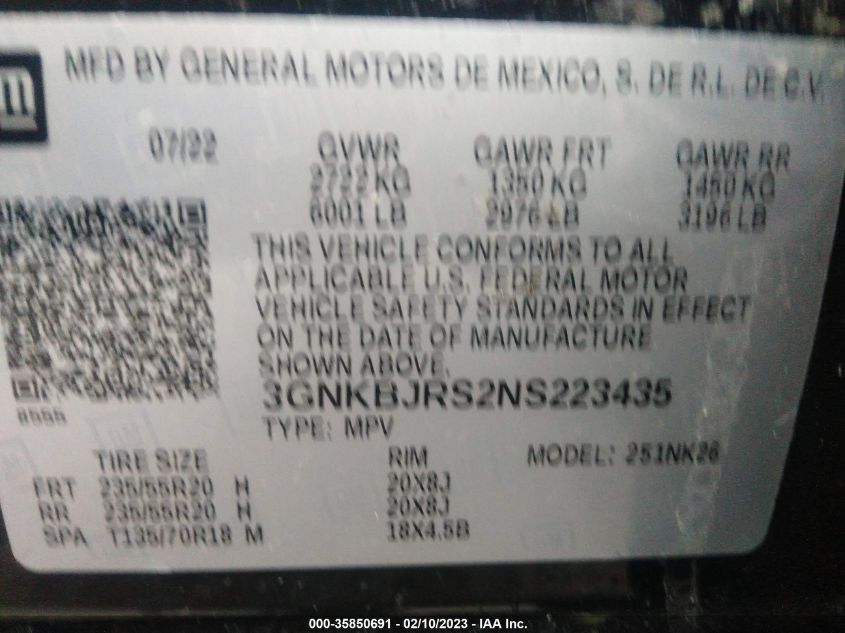 gm
MFD BY GENERAL MOTORS DE MEXICO, S. DE R.L. DE C.V.
07/22 GVWR GAWR FRT GAWR RR
2722 KG 1350 KG 1450 KG
6001 LB 2976 LB 3196 LB
THIS VEHICLE CONFORMS TO ALL
APPLICABLE U.S. FEDERAL MOTOR
VEHICLE SAFETY STANDARDS IN EFFECT
ON THE DATE OF MANUFACTURE
SHOWN ABOVE.
3GNKBJRS2NS223435
8555
TYPE: MPV
TIRE SIZE RIM MODEL: 251NK26
FRT 235/55R20 H 20X8J
RR 235/55R20 H 20X8J
SPA T135/70R18 M 18X4.5B
000-35850691 - 02/10/2023 - IAA Inc.